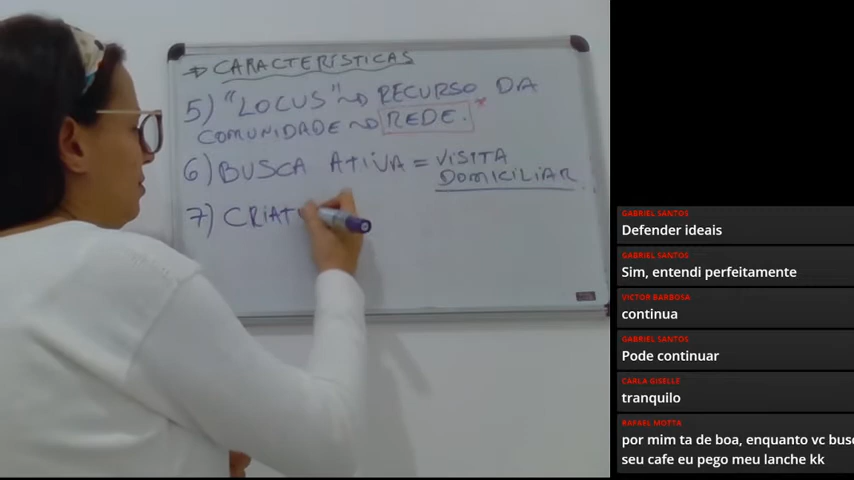 → CARACTERÍSTICAS
5) "LOCUS" → RECURSO DA
COMUNIDADE → REDE. *
6) BUSCA ATIVA = VISITA
DOMICILIAR
7) CRIAT
GABRIEL SANTOS
Defender ideais
GABRIEL SANTOS
Sim, entendi perfeitamente
VICTOR BARBOSA
continua
GABRIEL SANTOS
Pode continuar
CARLA GISELLE
tranquilo
RAFAEL MOTTA
por mim ta de boa, enquanto vc busc
seu cafe eu pego meu lanche kk